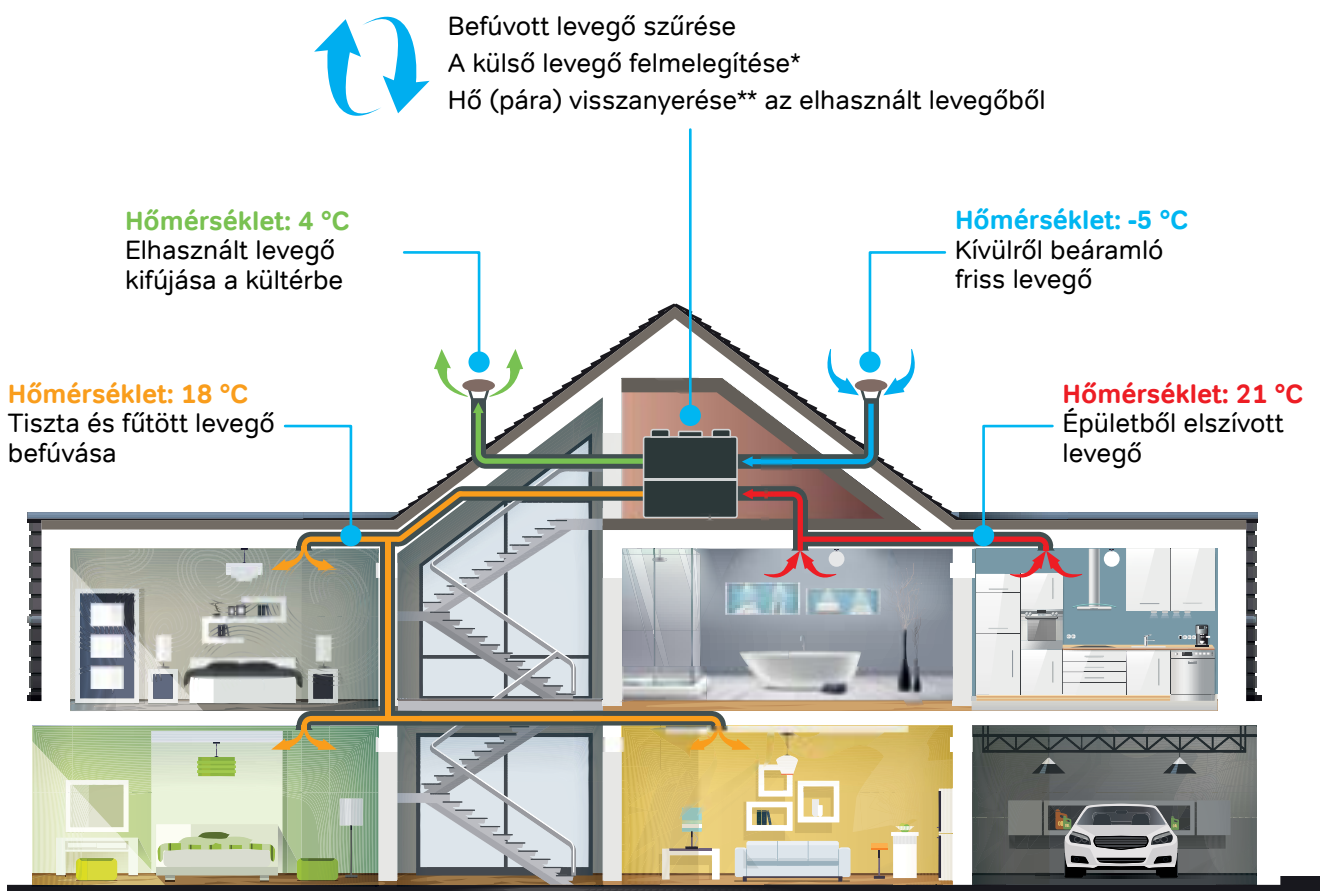 Befúvott levegő szűrése
A külső levegő felmelegítése*
Hő (pára) visszanyerése** az elhasznált levegőből
Hőmérséklet: 4 °C
Elhasznált levegő
kifújása a kültérbe
Hőmérséklet: -5 °C
Kívülről beáramló
friss levegő
Hőmérséklet: 18 °C
Tiszta és fűtött levegő
befúvása
Hőmérséklet: 21 °C
Épületből elszívott
levegő